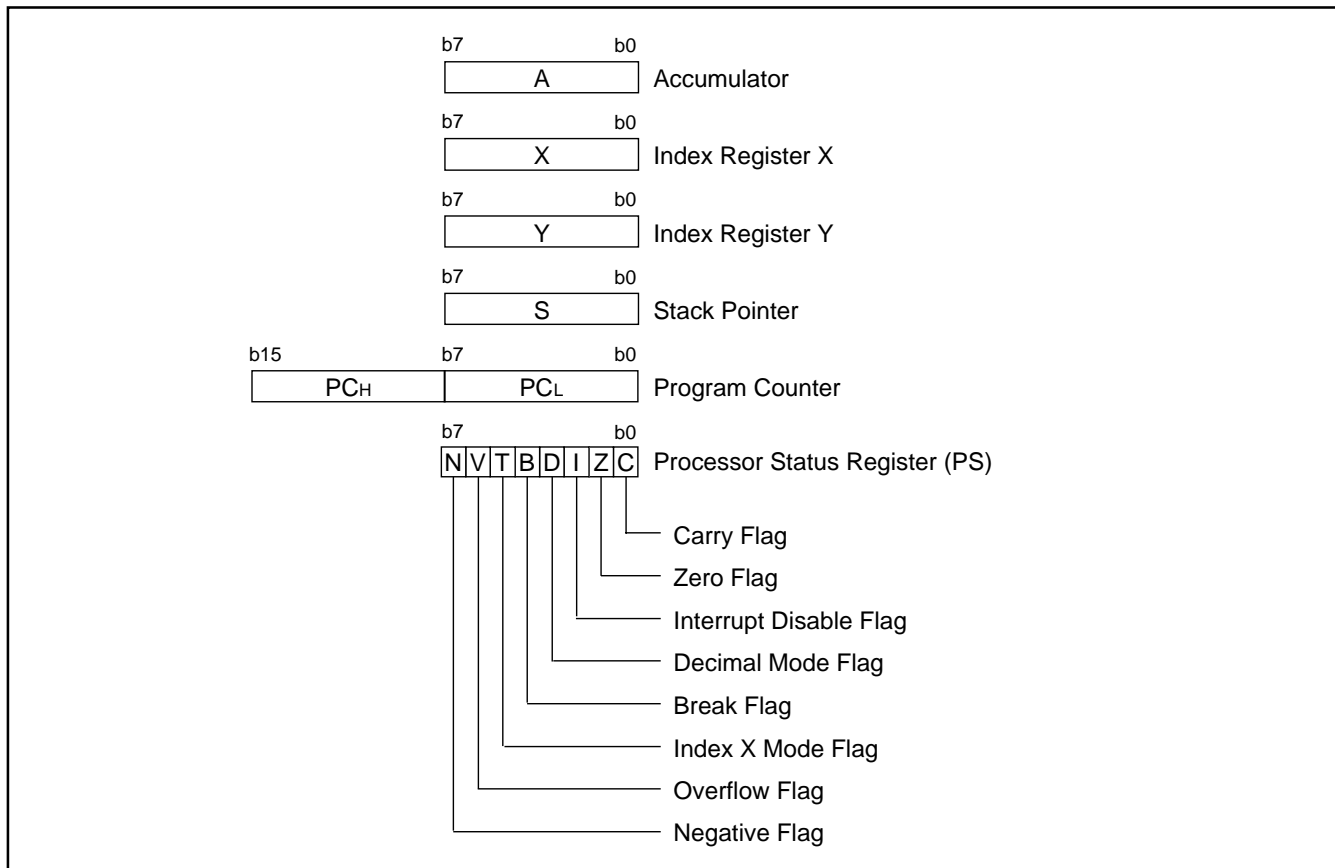 b7 b0
A Accumulator
b7 b0
X Index Register X
b7 b0
Y Index Register Y
b7 b0
S Stack Pointer
b15 b7 b0
PCH PCL Program Counter
b7 b0
N V T B D I Z C Processor Status Register (PS)
Carry Flag
Zero Flag
Interrupt Disable Flag
Decimal Mode Flag
Break Flag
Index X Mode Flag
Overflow Flag
Negative Flag